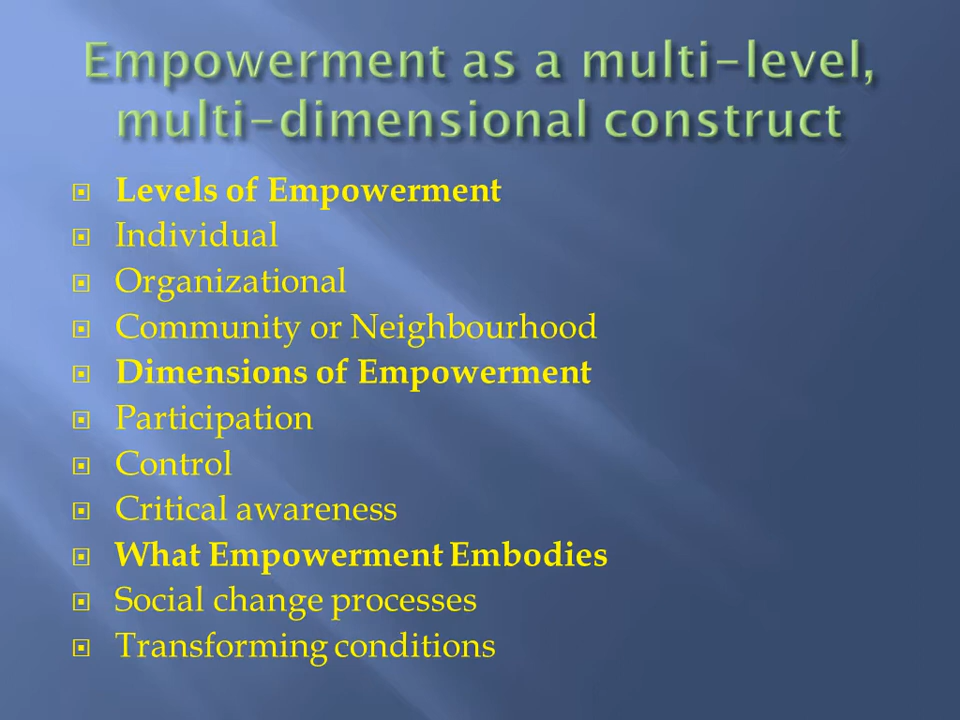 Empowerment as a multi-level,
multi-dimensional construct
Levels of Empowerment
Individual
Organizational
Community or Neighbourhood
Dimensions of Empowerment
Participation
Control
Critical awareness
What Empowerment Embodies
Social change processes
Transforming conditions